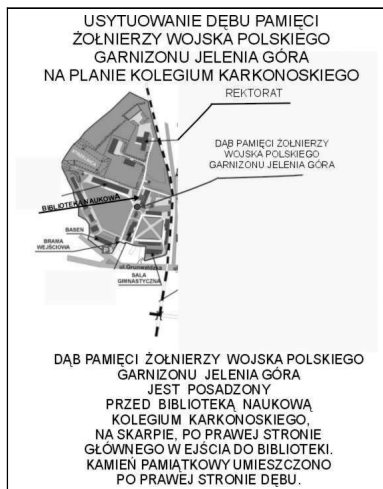 USYTUOWANIE DĘBU PAMIĘCI
ŻOŁNIERZY WOJSKA POLSKIEGO
GARNIZONU JELENIA GÓRA
NA PLANIE KOLEGIUM KARKONOSKIEGO
REKTORAT
DĄB PAMIĘCI ŻOŁNIERZY
WOJSKA POLSKIEGO
GARNIZONU JELENIA GÓRA
BIBLIOTEKA NAUKOWA
BASEN
BRAMA
WEJŚCIOWA
ul.Grunwaldzka
SALA
GIMNASTYCZNA
DĄB PAMIĘCI ŻOŁNIERZY WOJSKA POLSKIEGO
GARNIZONU JELENIA GÓRA
JEST POSADZONY
PRZED BIBLIOTEKĄ NAUKOWĄ
KOLEGIUM KARKONOSKIEGO,
NA SKARPIE, PO PRAWEJ STRONIE
GŁÓWNEGO W EJŚCIA DO BIBLIOTEKI.
KAMIEŃ PAMIĄTKOWY UMIESZCZONO
PO PRAWEJ STRONIE DĘBU.